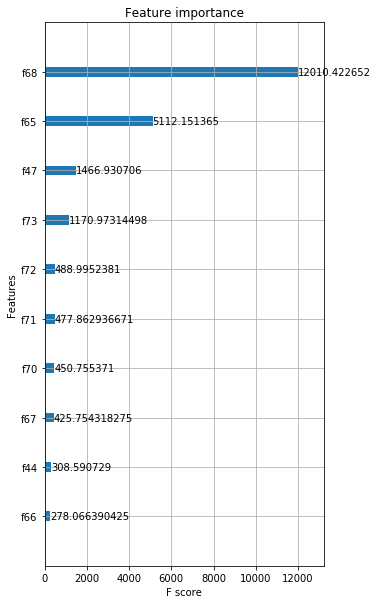 Feature importance
f68
12010.422652
f65
5112.151365
f47
1466.930706
f73
1170.97314498
f72
488.9952381
f71
477.862936671
f70
450.755371
f67
425.754318275
f44
308.590729
f66
278.066390425
Features
0 2000 4000 6000 8000 10000 12000
F score